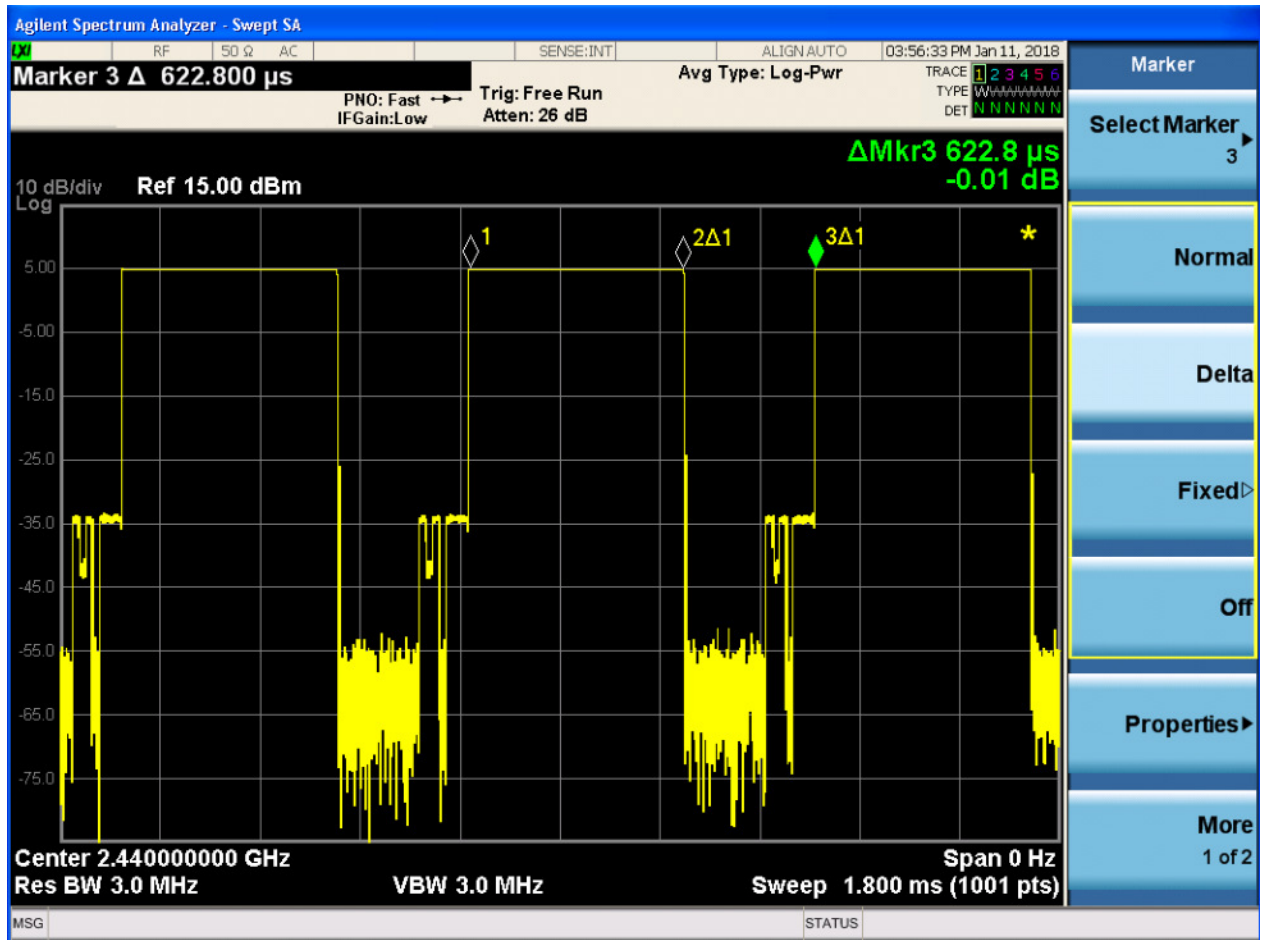 Agilent Spectrum Analyzer - Swept SA
LXI RF 50 Ω AC SENSE:INT ALIGN AUTO 03:56:33 PM Jan 11, 2018
Marker 3 Δ 622.800 μs
PNO: Fast
IFGain:Low
Trig: Free Run
Atten: 26 dB
Avg Type: Log-Pwr
TRACE 1 2 3 4 5 6
TYPE W
DET N N N N N N
ΔMkr3 622.8 μs
-0.01 dB
10 dB/div Ref 15.00 dBm
Log
1 2Δ1 3Δ1 *
5.00
-5.00
-15.0
-25.0
-35.0
-45.0
-55.0
-65.0
-75.0
Center 2.440000000 GHz Span 0 Hz
Res BW 3.0 MHz VBW 3.0 MHz Sweep 1.800 ms (1001 pts)
MSG STATUS
Marker
Select Marker
3
Normal
Delta
Fixed
Off
Properties
More
1 of 2